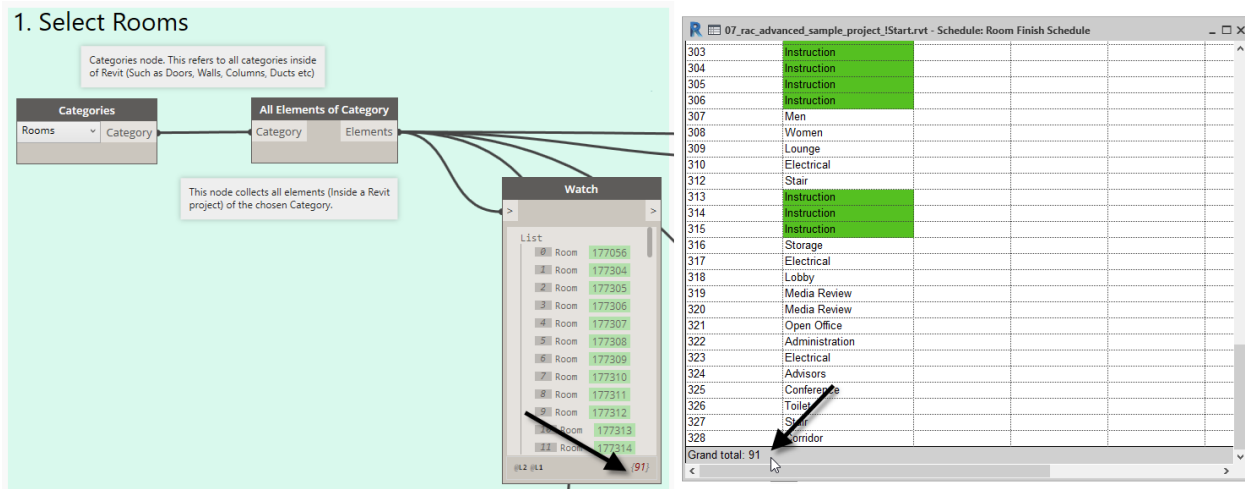 1. Select Rooms
Categories node. This refers to all categories inside
of Revit (Such as Doors, Walls, Columns, Ducts etc)
Categories
Rooms
Category
All Elements of Category
Category
Elements
This node collects all elements (Inside a Revit
project) of the chosen Category.
Watch
>
>
List
0 Room 177056
1 Room 177304
2 Room 177305
3 Room 177306
4 Room 177307
5 Room 177308
6 Room 177309
7 Room 177310
8 Room 177311
9 Room 177312
10 Room 177313
11 Room 177314
@L2 @L1
{91}
R 07_rac_advanced_sample_project_!Start.rvt - Schedule: Room Finish Schedule
303 Instruction
304 Instruction
305 Instruction
306 Instruction
307 Men
308 Women
309 Lounge
310 Electrical
312 Stair
313 Instruction
314 Instruction
315 Instruction
316 Storage
317 Electrical
318 Lobby
319 Media Review
320 Media Review
321 Open Office
322 Administration
323 Electrical
324 Advisors
325 Conference
326 Toilet
327 Stair
328 Corridor
Grand total: 91